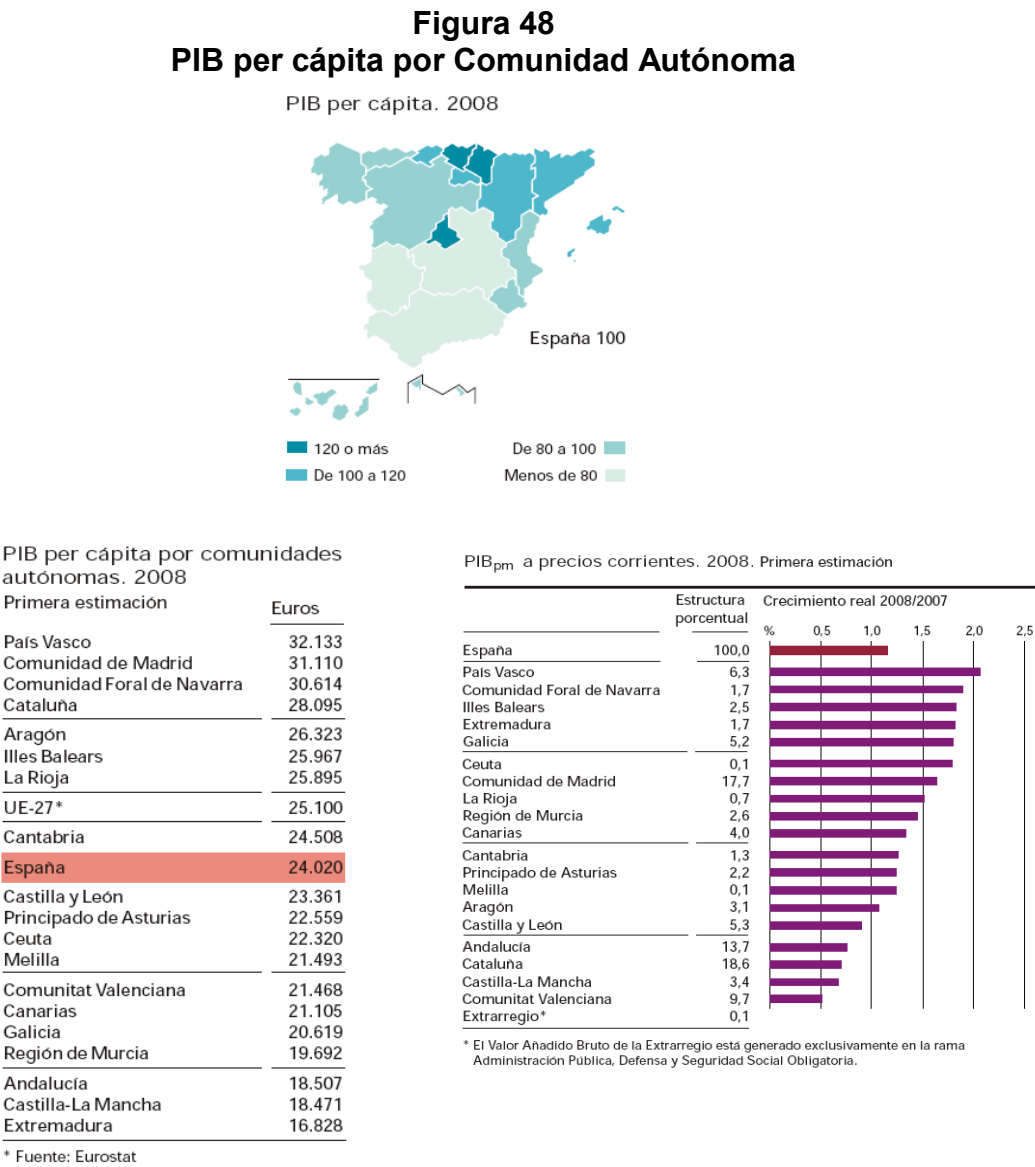 Figura 48
PIB per cápita por Comunidad Autónoma
PIB per cápita. 2008
España 100
120 o más
De 80 a 100
De 100 a 120
Menos de 80
PIB per cápita por comunidades
autónomas. 2008
Primera estimación Euros
País Vasco 32.133
Comunidad de Madrid 31.110
Comunidad Foral de Navarra 30.614
Cataluña 28.095
Aragón 26.323
Illes Balears 25.967
La Rioja 25.895
UE-27* 25.100
Cantabria 24.508
España 24.020
Castilla y León 23.361
Principado de Asturias 22.559
Ceuta 22.320
Melilla 21.493
Comunitat Valenciana 21.468
Canarias 21.105
Galicia 20.619
Región de Murcia 19.692
Andalucía 18.507
Castilla-La Mancha 18.471
Extremadura 16.828
* Fuente: Eurostat
PIBpm a precios corrientes. 2008. Primera estimación
Estructura Crecimiento real 2008/2007
porcentual
% 0,5 1,0 1,5 2,0 2,5
España 100,0
País Vasco 6,3
Comunidad Foral de Navarra 1,7
Illes Balears 2,5
Extremadura 1,7
Galicia 5,2
Ceuta 0,1
Comunidad de Madrid 17,7
La Rioja 0,7
Región de Murcia 2,6
Canarias 4,0
Cantabria 1,3
Principado de Asturias 2,2
Melilla 0,1
Aragón 3,1
Castilla y León 5,3
Andalucía 13,7
Cataluña 18,6
Castilla-La Mancha 3,4
Comunitat Valenciana 9,7
Extrarregio* 0,1
* El Valor Añadido Bruto de la Extrarregio está generado exclusivamente en la rama
Administración Pública, Defensa y Seguridad Social Obligatoria.